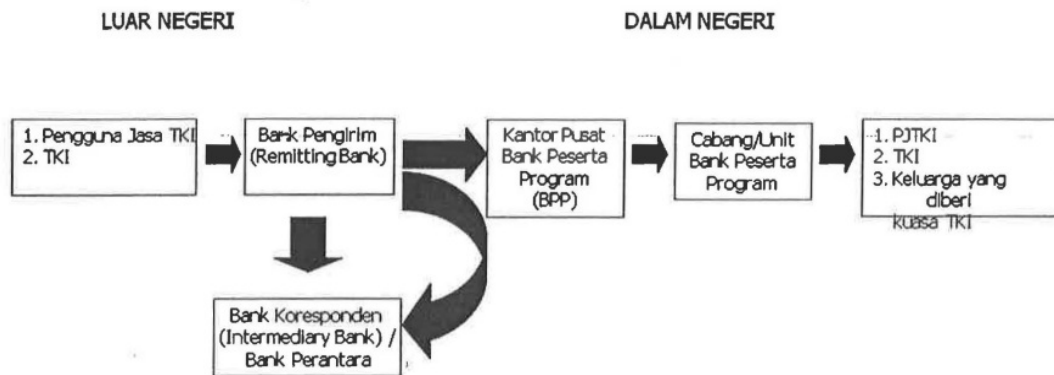 LUAR NEGERI
DALAM NEGERI
1. Pengguna Jasa TKI
2. TKI
Bank Pengirim
(Remitting Bank)
Kantor Pusat
Bank Peserta
Program
(BPP)
Cabang/Unit
Bank Peserta
Program
1. PJTKI
2. TKI
3. Keluarga yang
diberi
kuasa TKI
Bank Koresponden
(Intermediary Bank) /
Bank Perantara